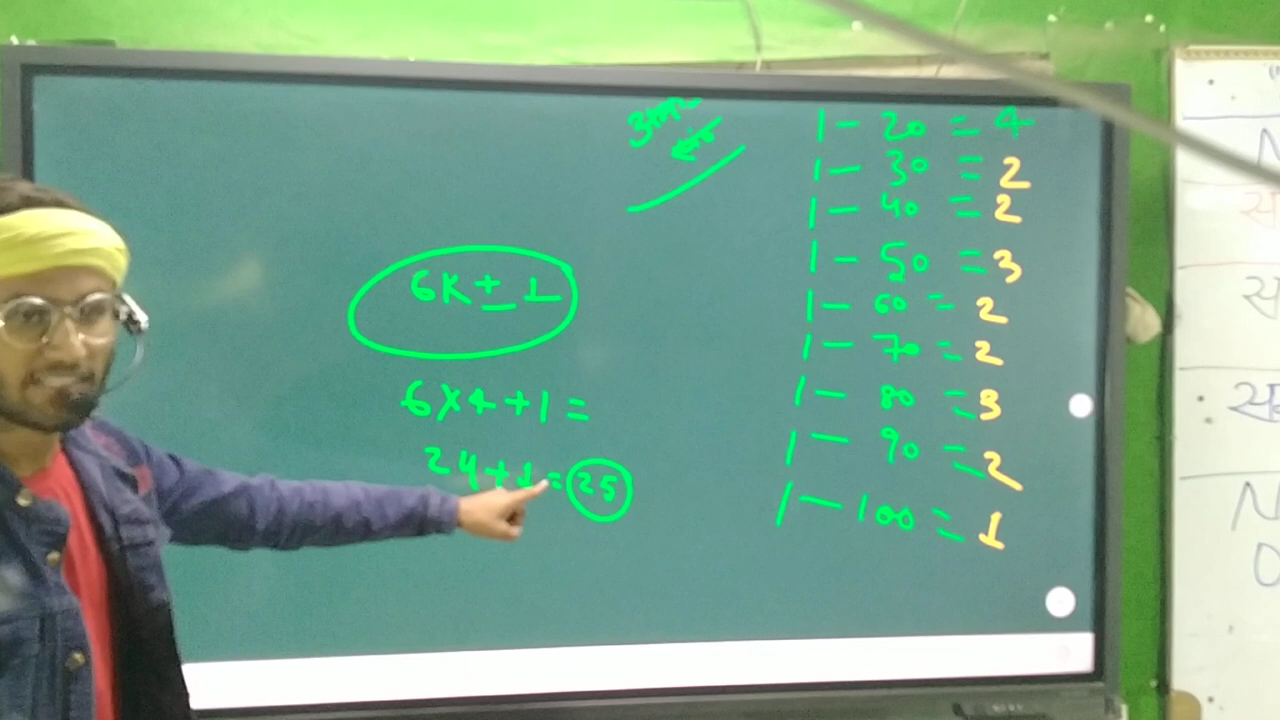 6K ± 1
6×4+1=
24+1=25
1 - 20 = 4
1 - 30 = 2
1 - 40 = 2
1 - 50 = 3
1 - 60 = 2
1 - 70 = 2
1 - 80 = 3
1 - 90 = 2
1 - 100 = 1